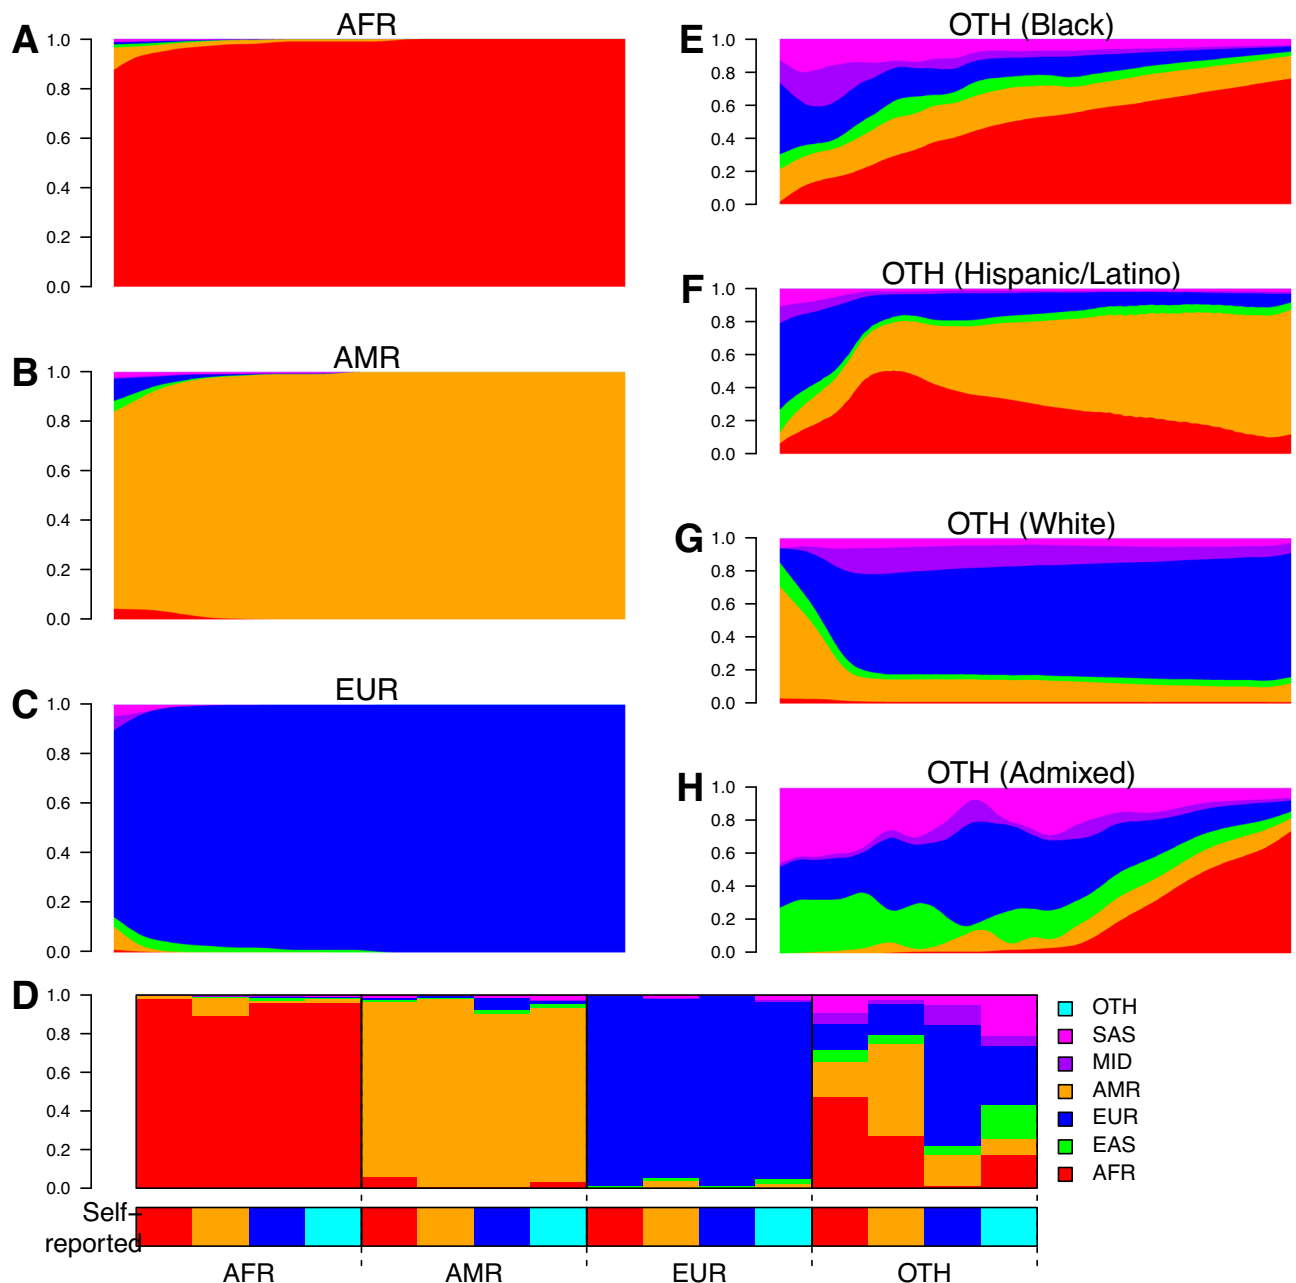 A
AFR
1.0
0.8
0.6
0.4
0.2
0.0
B
AMR
1.0
0.8
0.6
0.4
0.2
0.0
C
EUR
1.0
0.8
0.6
0.4
0.2
0.0
E
OTH (Black)
1.0
0.8
0.6
0.4
0.2
0.0
F
OTH (Hispanic/Latino)
1.0
0.8
0.6
0.4
0.2
0.0
G
OTH (White)
1.0
0.8
0.6
0.4
0.2
0.0
H
OTH (Admixed)
1.0
0.8
0.6
0.4
0.2
0.0
D
1.0
0.8
0.6
0.4
0.2
0.0
Self-
reported
AFR
AMR
EUR
OTH
OTH
SAS
MID
AMR
EUR
EAS
AFR